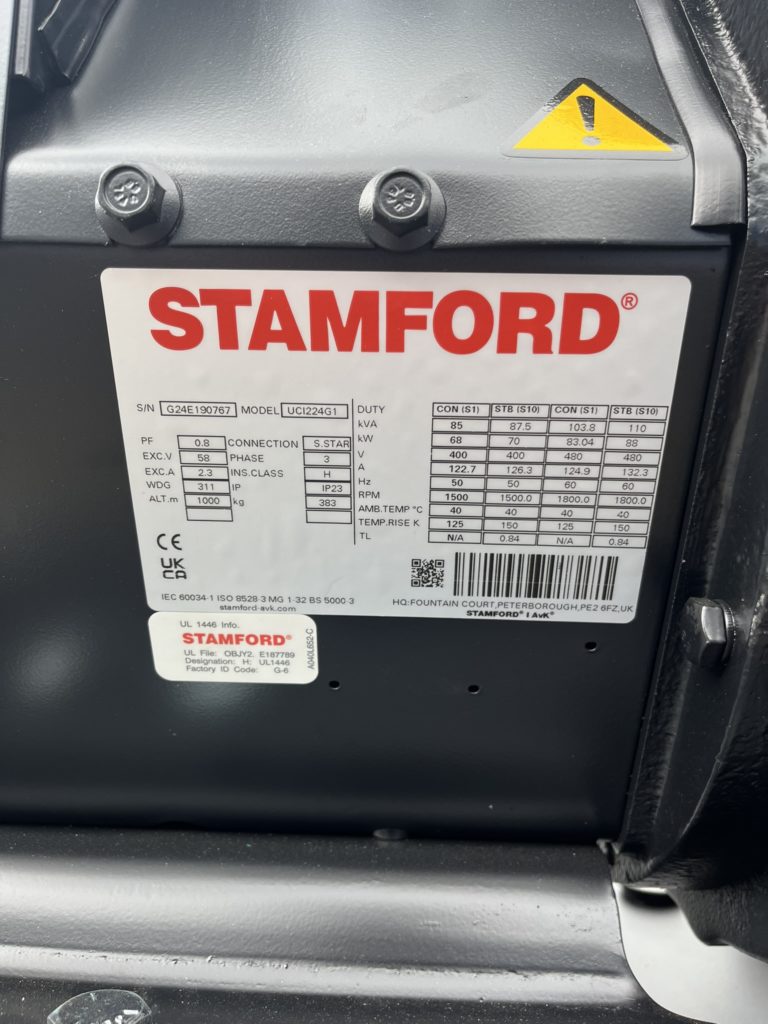 STAMFORD®
S/N G24E190767 MODEL UCI224G1
PF 0.8 CONNECTION S.STAR
EXC.V 58 PHASE 3
EXC.A 2.3 INS.CLASS H
WDG 311 IP IP23
ALT.m 1000 kg 383
DUTY CON (S1) STB (S10) CON (S1) STB (S10)
kVA 85 87.5 103.8 110
kW 68 70 83.04 88
V 400 400 480 480
A 122.7 126.3 124.9 132.3
Hz 50 50 60 60
RPM 1500 1500.0 1800.0 1800.0
AMB.TEMP °C 40 40 40 40
TEMP.RISE K 125 150 125 150
TL N/A 0.84 N/A 0.84
CE
UK
CA
IEC 60034-1 ISO 8528-3 MG 1-32 BS 5000-3
stamford-avk.com
HQ:FOUNTAIN COURT,PETERBOROUGH,PE2 6FZ,UK
STAMFORD® | AvK®
UL 1446 Info.
STAMFORD®
UL File: OBJY2. E187789
Designation: H: UL1446
Factory ID Code: G-6
A040L652-C